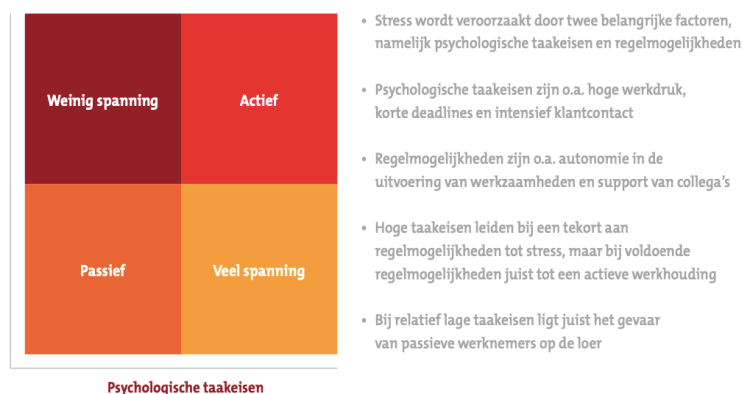 Weinig spanning
Actief
Passief
Veel spanning
Psychologische taakeisen
• Stress wordt veroorzaakt door twee belangrijke factoren,
namelijk psychologische taakeisen en regelmogelijkheden
• Psychologische taakeisen zijn o.a. hoge werkdruk,
korte deadlines en intensief klantcontact
• Regelmogelijkheden zijn o.a. autonomie in de
uitvoering van werkzaamheden en support van collega's
• Hoge taakeisen leiden bij een tekort aan
regelmogelijkheden tot stress, maar bij voldoende
regelmogelijkheden juist tot een actieve werkhouding
• Bij relatief lage taakeisen ligt juist het gevaar
van passieve werknemers op de loer